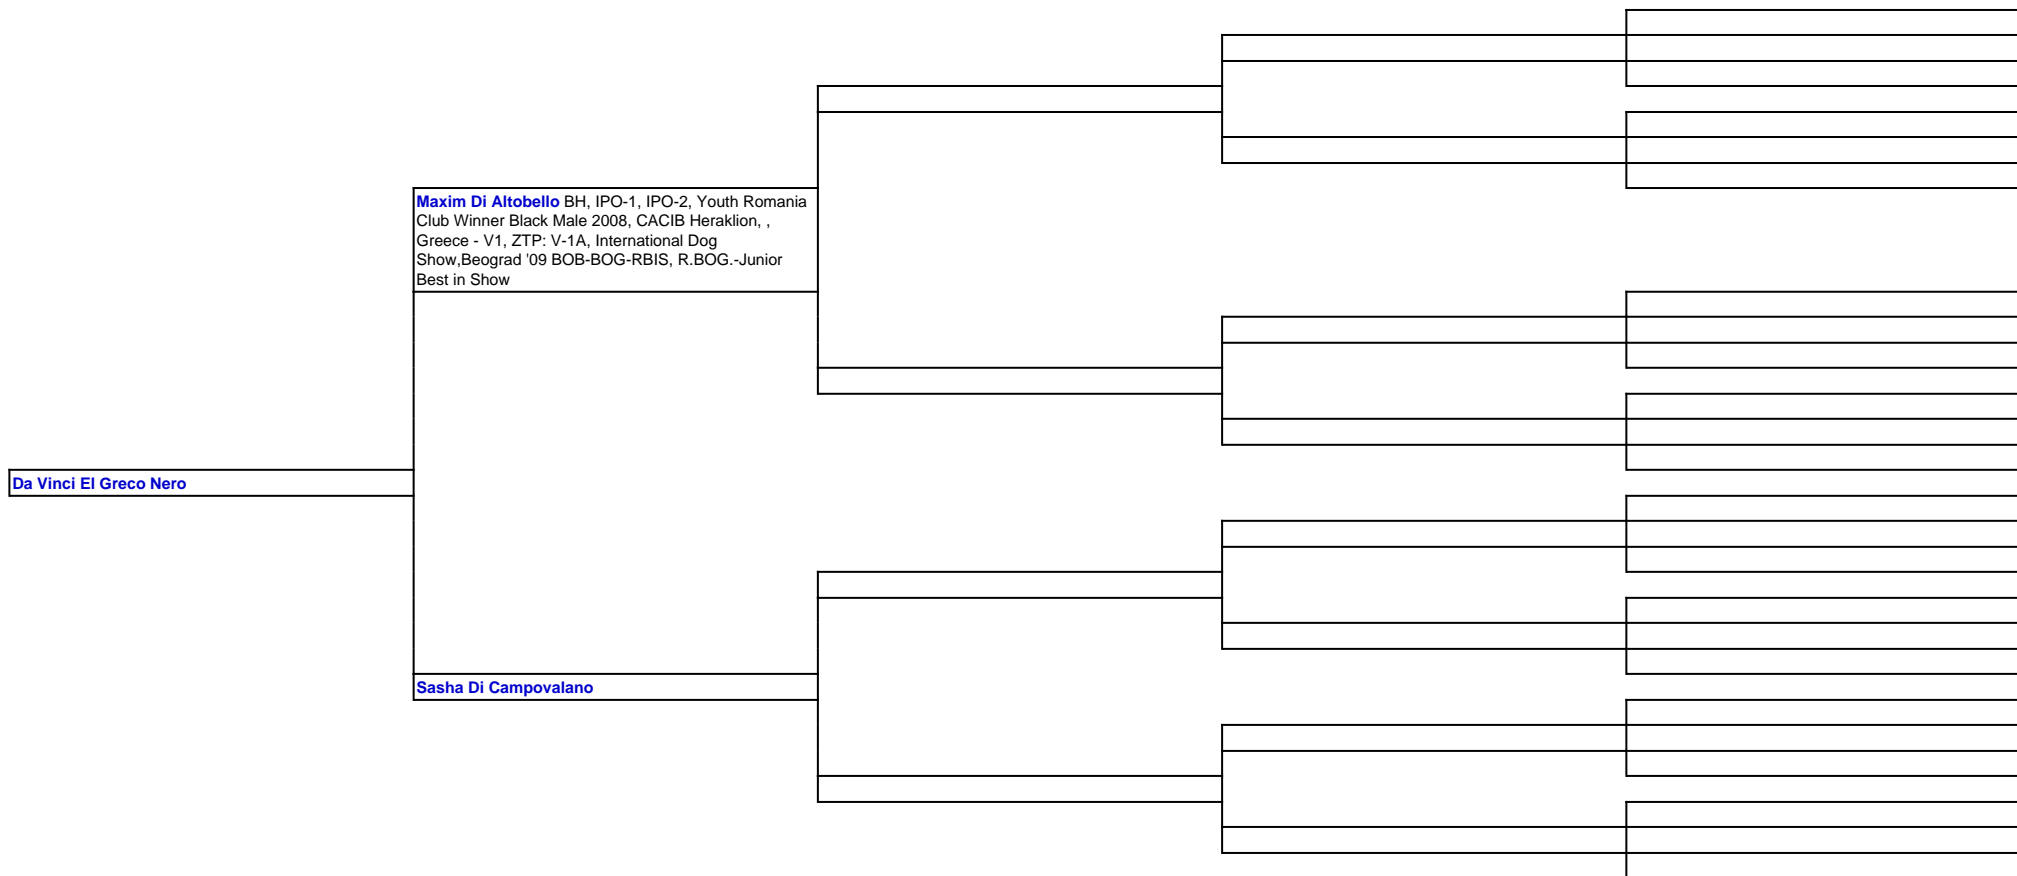 Maxim Di Altobello BH, IPO-1, IPO-2, Youth Romania
Club Winner Black Male 2008, CACIB Heraklion, ,
Greece - V1, ZTP: V-1A, International Dog
Show,Beograd '09 BOB-BOG-RBIS, R.BOG.-Junior
Best in Show
Da Vinci El Greco Nero
Sasha Di Campovalano